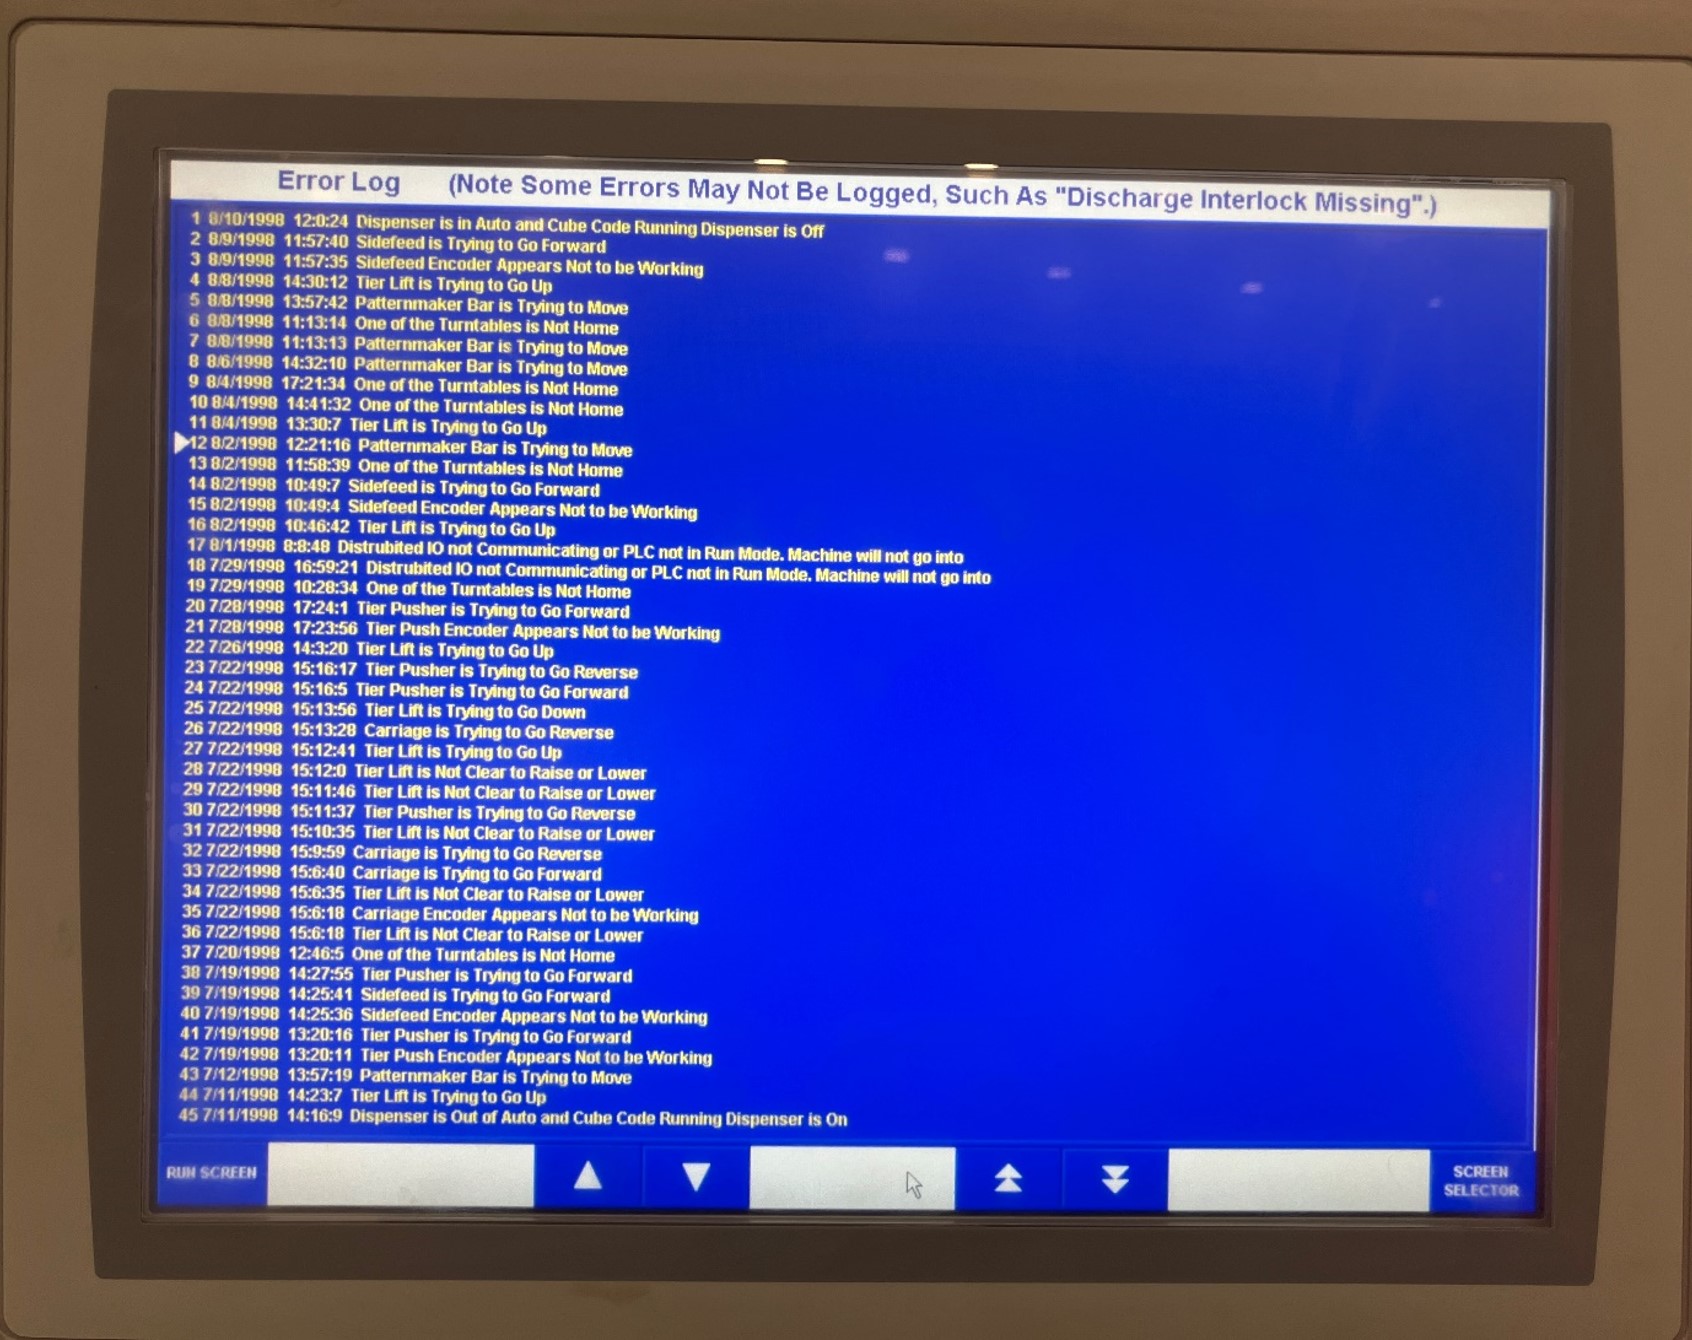 Error Log (Note Some Errors May Not Be Logged, Such As "Discharge Interlock Missing".)
1 8/10/1998 12:0:24 Dispenser is in Auto and Cube Code Running Dispenser is Off
2 8/9/1998 11:57:40 Sidefeed is Trying to Go Forward
3 8/9/1998 11:57:35 Sidefeed Encoder Appears Not to be Working
4 8/8/1998 14:30:12 Tier Lift is Trying to Go Up
5 8/8/1998 13:57:42 Patternmaker Bar is Trying to Move
6 8/8/1998 11:13:14 One of the Turntables is Not Home
7 8/8/1998 11:13:13 Patternmaker Bar is Trying to Move
8 8/6/1998 14:32:10 Patternmaker Bar is Trying to Move
9 8/4/1998 17:21:34 One of the Turntables is Not Home
10 8/4/1998 14:41:32 One of the Turntables is Not Home
11 8/4/1998 13:30:7 Tier Lift is Trying to Go Up
12 8/2/1998 12:21:16 Patternmaker Bar is Trying to Move
13 8/2/1998 11:58:39 One of the Turntables is Not Home
14 8/2/1998 10:49:7 Sidefeed is Trying to Go Forward
15 8/2/1998 10:49:4 Sidefeed Encoder Appears Not to be Working
16 8/2/1998 10:46:42 Tier Lift is Trying to Go Up
17 8/1/1998 8:8:48 Distrubited IO not Communicating or PLC not in Run Mode. Machine will not go into
18 7/29/1998 16:59:21 Distrubited IO not Communicating or PLC not in Run Mode. Machine will not go into
19 7/29/1998 10:28:34 One of the Turntables is Not Home
20 7/28/1998 17:24:1 Tier Pusher is Trying to Go Forward
21 7/28/1998 17:23:56 Tier Push Encoder Appears Not to be Working
22 7/26/1998 14:3:20 Tier Lift is Trying to Go Up
23 7/22/1998 15:16:17 Tier Pusher is Trying to Go Reverse
24 7/22/1998 15:16:5 Tier Pusher is Trying to Go Forward
25 7/22/1998 15:13:56 Tier Lift is Trying to Go Down
26 7/22/1998 15:13:28 Carriage is Trying to Go Reverse
27 7/22/1998 15:12:41 Tier Lift is Trying to Go Up
28 7/22/1998 15:12:0 Tier Lift is Not Clear to Raise or Lower
29 7/22/1998 15:11:46 Tier Lift is Not Clear to Raise or Lower
30 7/22/1998 15:11:37 Tier Pusher is Trying to Go Reverse
31 7/22/1998 15:10:35 Tier Lift is Not Clear to Raise or Lower
32 7/22/1998 15:9:59 Carriage is Trying to Go Reverse
33 7/22/1998 15:6:40 Carriage is Trying to Go Forward
34 7/22/1998 15:6:35 Tier Lift is Not Clear to Raise or Lower
35 7/22/1998 15:6:18 Carriage Encoder Appears Not to be Working
36 7/22/1998 15:6:18 Tier Lift is Not Clear to Raise or Lower
37 7/20/1998 12:46:5 One of the Turntables is Not Home
38 7/19/1998 14:27:55 Tier Pusher is Trying to Go Forward
39 7/19/1998 14:25:41 Sidefeed is Trying to Go Forward
40 7/19/1998 14:25:36 Sidefeed Encoder Appears Not to be Working
41 7/19/1998 13:20:16 Tier Pusher is Trying to Go Forward
42 7/19/1998 13:20:11 Tier Push Encoder Appears Not to be Working
43 7/12/1998 13:57:19 Patternmaker Bar is Trying to Move
44 7/11/1998 14:23:7 Tier Lift is Trying to Go Up
45 7/11/1998 14:16:9 Dispenser is Out of Auto and Cube Code Running Dispenser is On
RUN SCREEN
SCREEN
SELECTOR